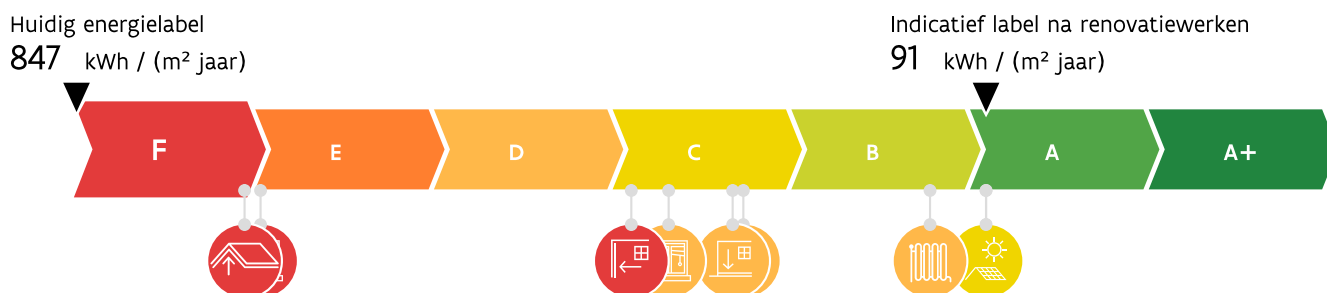 Huidig energielabel
847 kWh / (m² jaar)
Indicatief label na renovatiewerken
91 kWh / (m² jaar)
F E D C B A A+